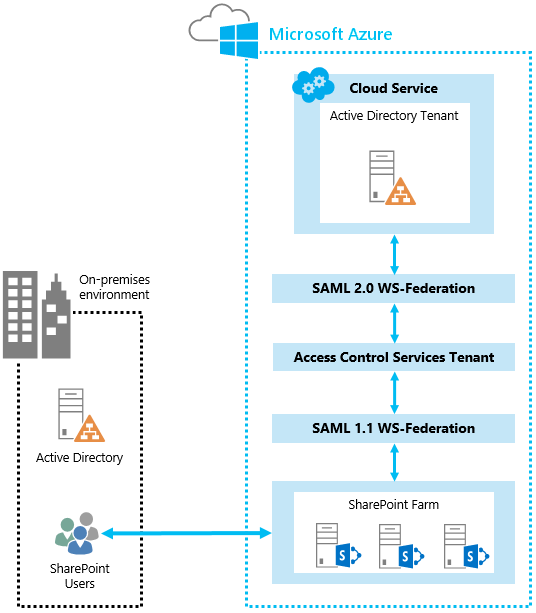 Microsoft Azure
Cloud Service
Active Directory Tenant
SAML 2.0 WS-Federation
Access Control Services Tenant
SAML 1.1 WS-Federation
SharePoint Farm
S
S
S
On-premises
environment
Active Directory
SharePoint
Users